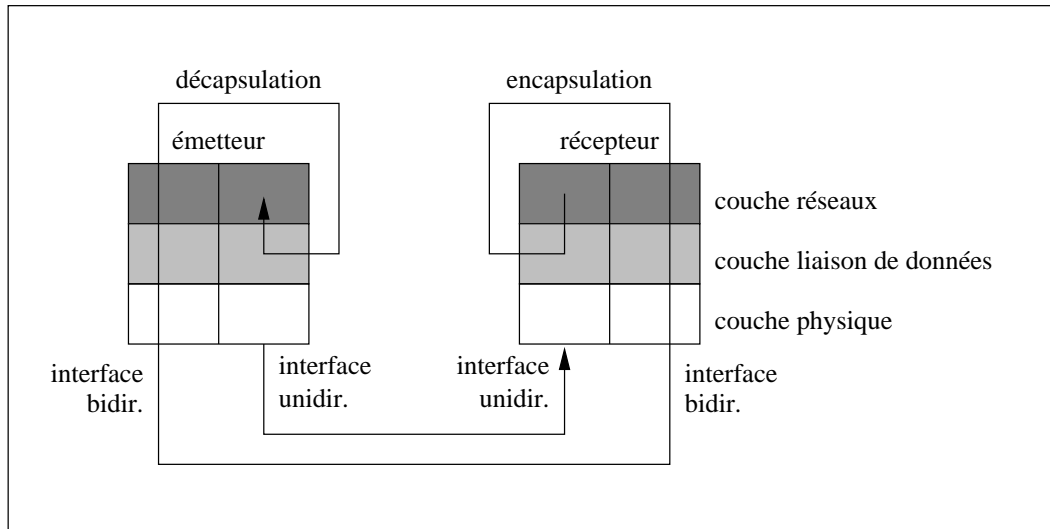 décapsulation
encapsulation
émetteur
récepteur
couche réseaux
couche liaison de données
couche physique
interface
bidir.
interface
unidir.
interface
unidir.
interface
bidir.